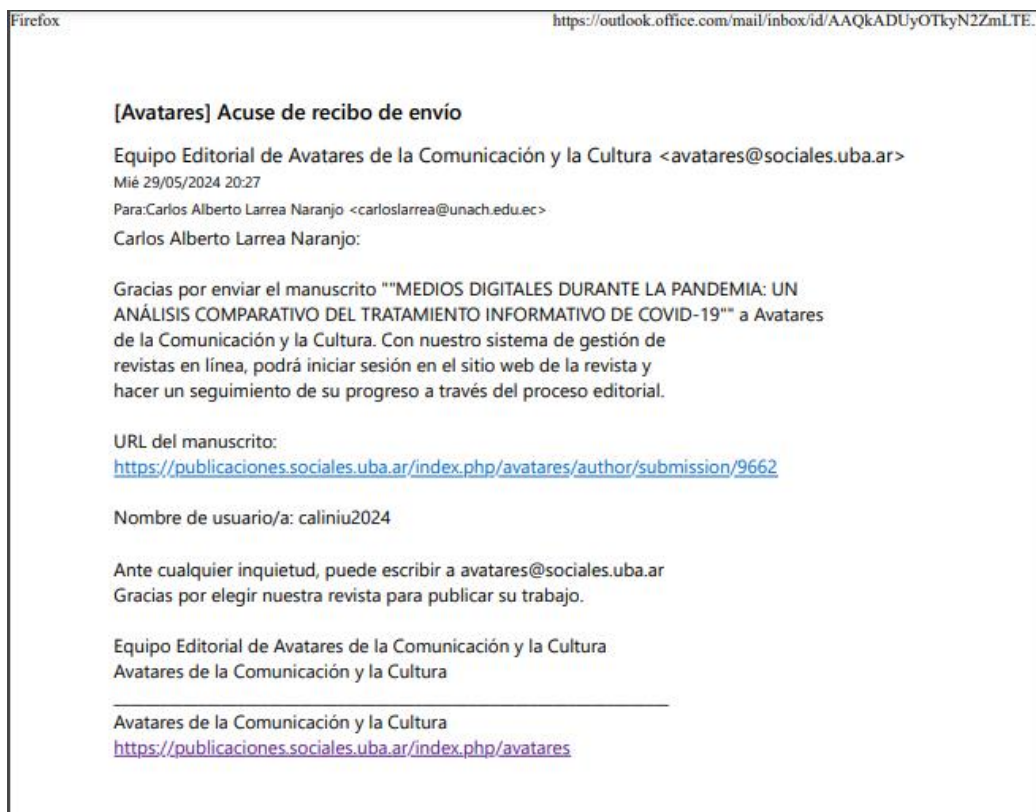 Firefox
https://outlook.office.com/mail/inbox/id/AAQkADUyOTkyN2ZmLTE.
[Avatares] Acuse de recibo de envío
Equipo Editorial de Avatares de la Comunicación y la Cultura <avatares@sociales.uba.ar>
Mié 29/05/2024 20:27
Para:Carlos Alberto Larrea Naranjo <carloslarrea@unach.edu.ec>
Carlos Alberto Larrea Naranjo:
Gracias por enviar el manuscrito ""MEDIOS DIGITALES DURANTE LA PANDEMIA: UN
ANÁLISIS COMPARATIVO DEL TRATAMIENTO INFORMATIVO DE COVID-19"" a Avatares
de la Comunicación y la Cultura. Con nuestro sistema de gestión de
revistas en línea, podrá iniciar sesión en el sitio web de la revista y
hacer un seguimiento de su progreso a través del proceso editorial.
URL del manuscrito:
https://publicaciones.sociales.uba.ar/index.php/avatares/author/submission/9662
Nombre de usuario/a: caliniu2024
Ante cualquier inquietud, puede escribir a avatares@sociales.uba.ar
Gracias por elegir nuestra revista para publicar su trabajo.
Equipo Editorial de Avatares de la Comunicación y la Cultura
Avatares de la Comunicación y la Cultura
Avatares de la Comunicación y la Cultura
https://publicaciones.sociales.uba.ar/index.php/avatares